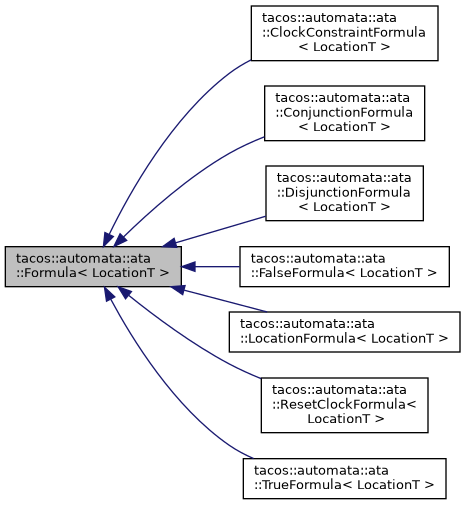 tacos::automata::ata
::ClockConstraintFormula
< LocationT >
tacos::automata::ata
::ConjunctionFormula
< LocationT >
tacos::automata::ata
::DisjunctionFormula
< LocationT >
tacos::automata::ata
::Formula< LocationT >
tacos::automata::ata
::FalseFormula< LocationT >
tacos::automata::ata
::LocationFormula< LocationT >
tacos::automata::ata
::ResetClockFormula<
LocationT >
tacos::automata::ata
::TrueFormula< LocationT >